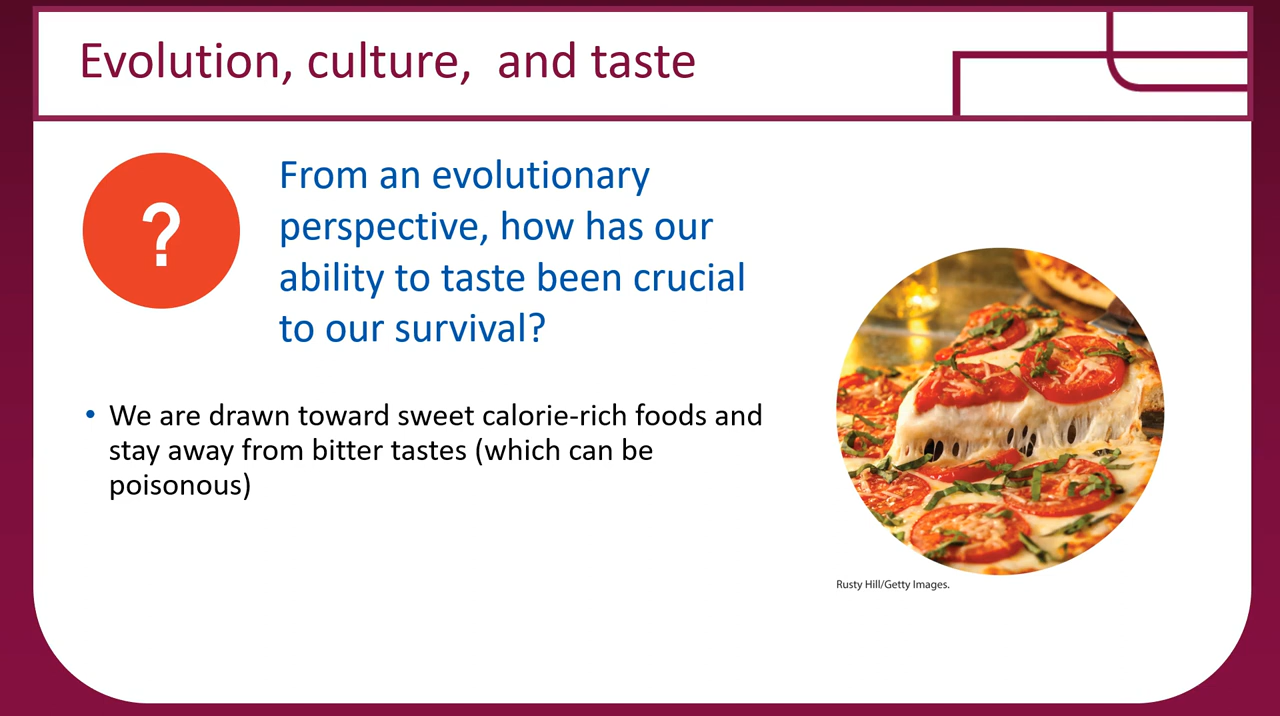 Evolution, culture,  and taste
?
From an evolutionary
perspective, how has our
ability to taste been crucial
to our survival?
• We are drawn toward sweet calorie-rich foods and
stay away from bitter tastes (which can be
poisonous)
Rusty Hill/Getty Images.